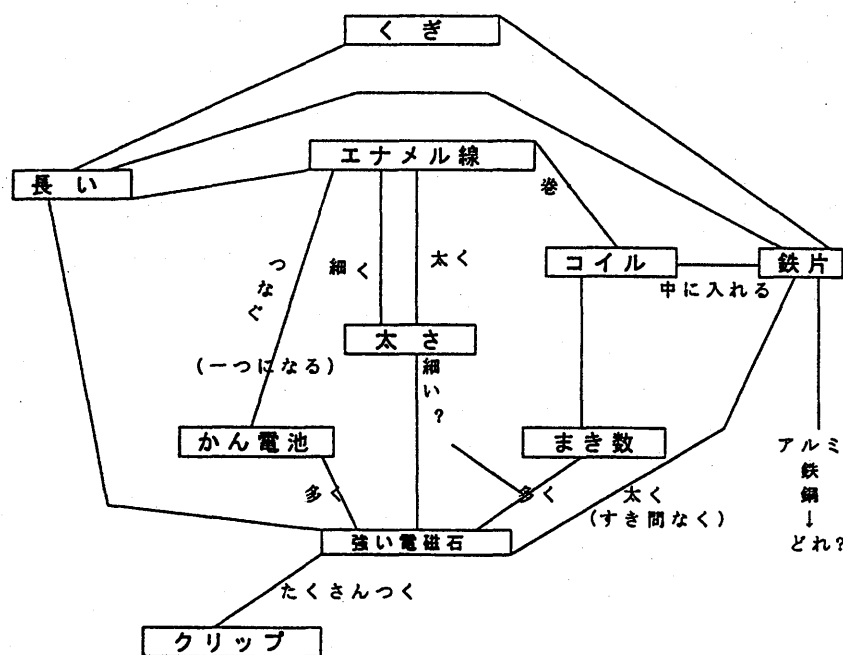 くぎ
エナメル線
長い
巻
コイル
鉄片
中に入れる
つなぐ
細く
太く
太さ
(一つになる)
細い?
かん電池
まき数
アルミ
鉄
鍋
↓
どれ?
多く
多く
太く
(すき間なく)
強い電磁石
たくさんつく
クリップ